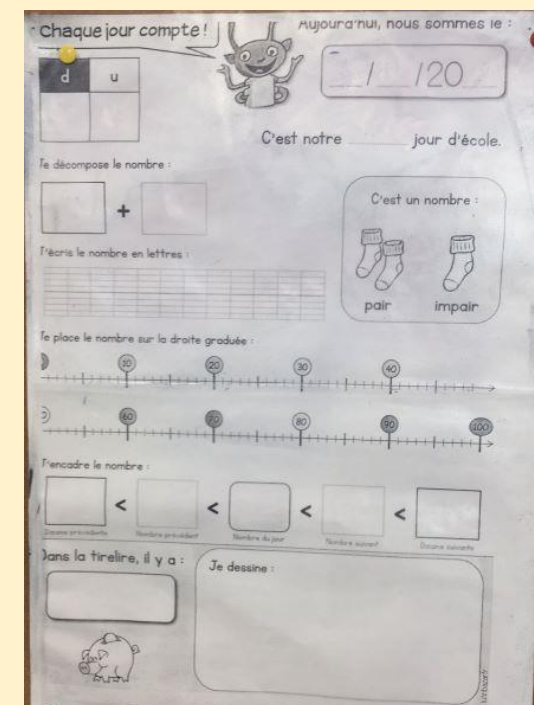 Chaque jour compte!
Aujourd'hui, nous sommes le :
/ /20
d u
C'est notre jour d'école.
Je décompose le nombre :
+
C'est un nombre :
pair impair
J'écris le nombre en lettres :
Je place le nombre sur la droite graduée :
10 20 30 40
60 70 80 90 100
J'encadre le nombre :
< < < <
Dizaine précédente Nombre précédent Nombre du jour Nombre suivant Dizaine suivante
Dans la tirelire, il y a :
Je dessine :